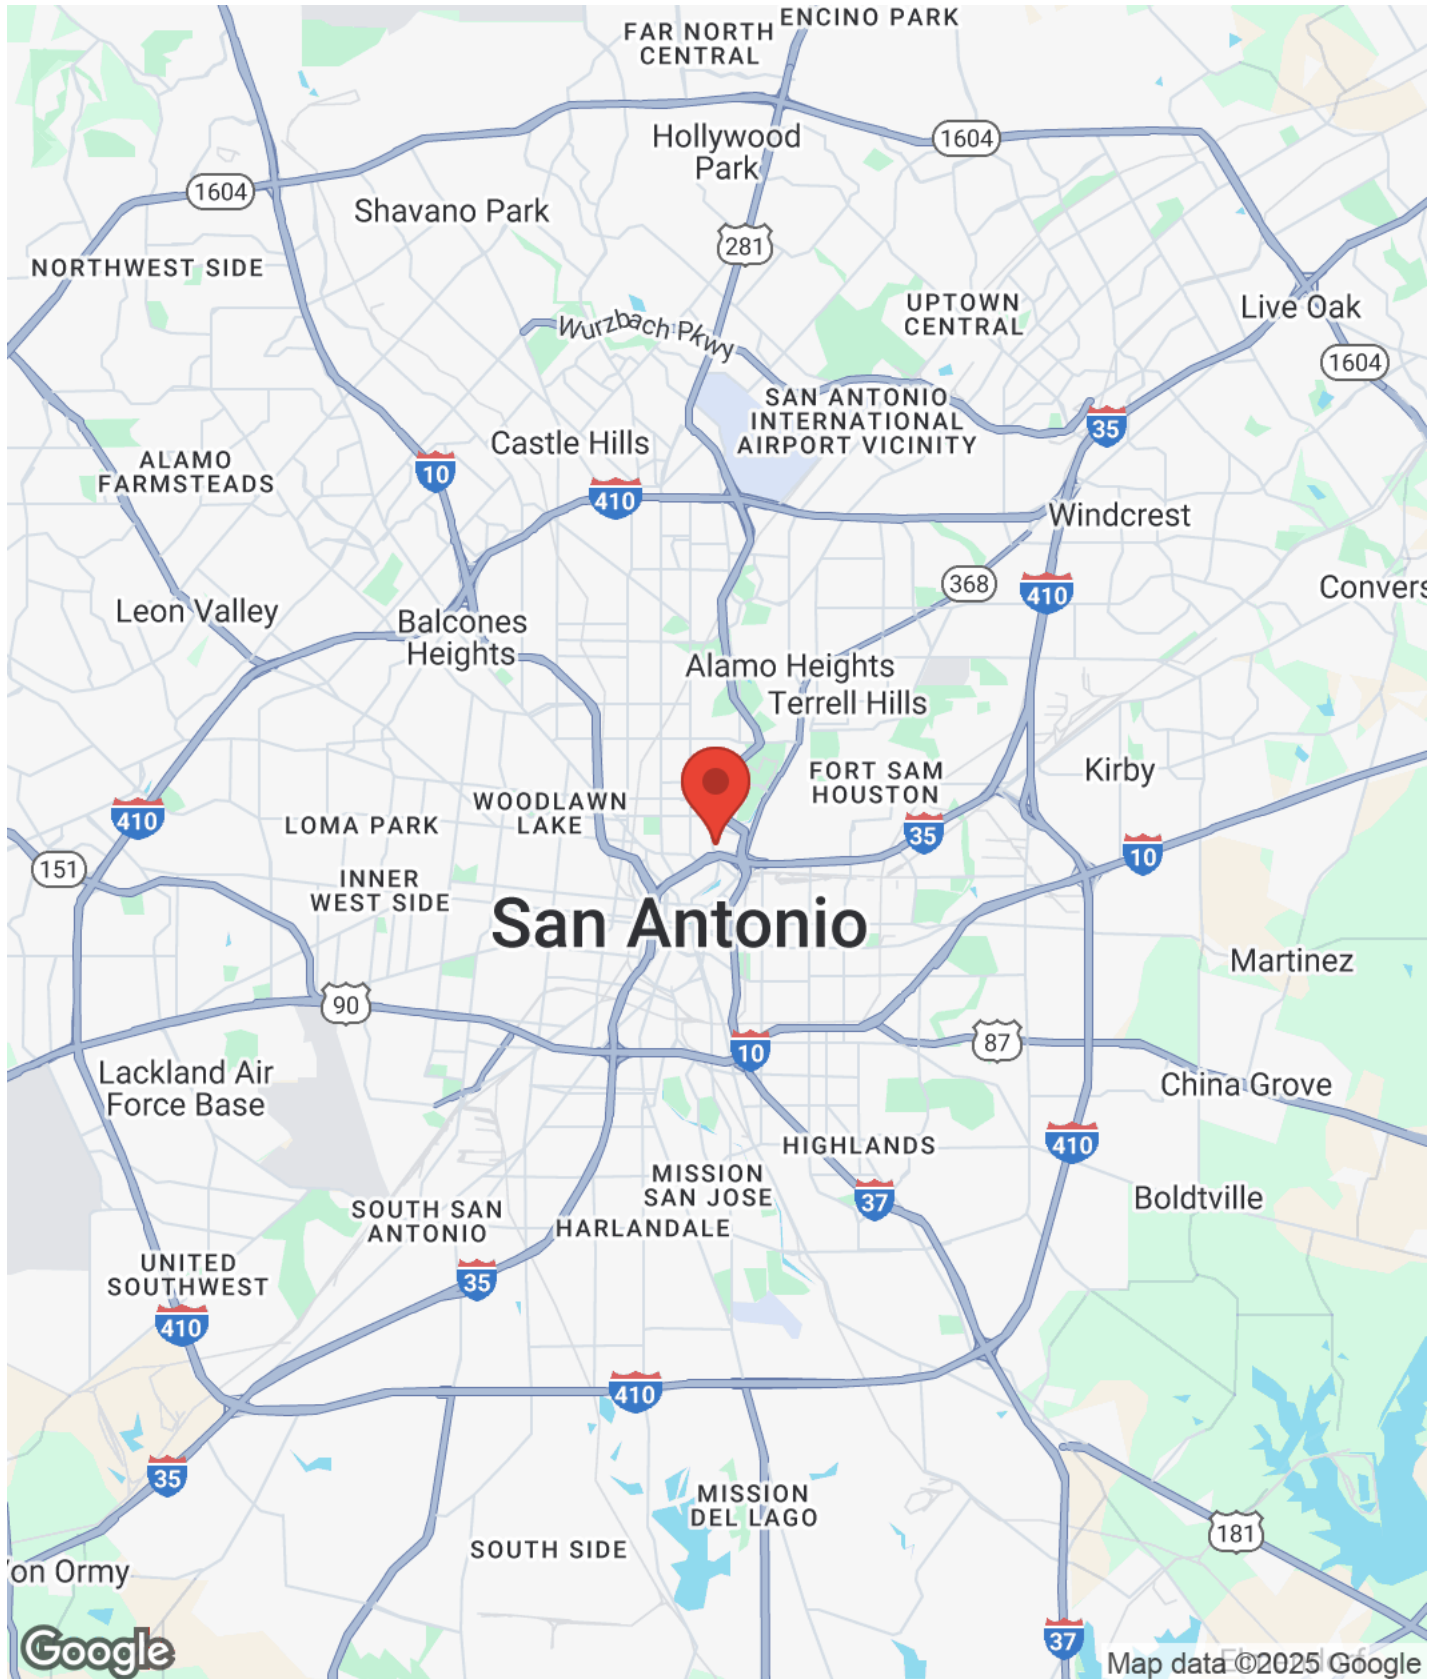 ENCINO PARK
FAR NORTH
CENTRAL
Hollywood
Park
1604
1604
Shavano Park
281
NORTHWEST SIDE
UPTOWN
CENTRAL
Live Oak
Wurzbach Pkwy
1604
SAN ANTONIO
INTERNATIONAL
AIRPORT VICINITY
35
Castle Hills
ALAMO
FARMSTEADS
10
410
Windcrest
368
410
Convers
Leon Valley
Balcones
Heights
Alamo Heights
Terrell Hills
FORT SAM
HOUSTON
Kirby
WOODLAWN
LAKE
410
LOMA PARK
35
10
151
INNER
WEST SIDE
San Antonio
Martinez
90
87
10
Lackland Air
Force Base
China Grove
HIGHLANDS
410
MISSION
SAN JOSE
37
Boldtville
SOUTH SAN
ANTONIO
HARLANDALE
UNITED
SOUTHWEST
35
410
410
35
MISSION
DEL LAGO
181
SOUTH SIDE
on Ormy
37
Google
Map data ©2025 Google